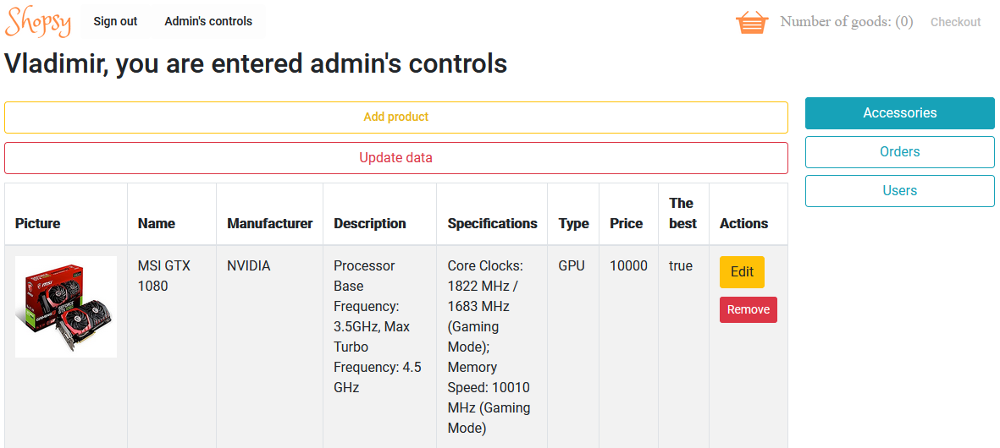 Shopsy Sign out Admin's controls Number of goods: (0) Checkout
Vladimir, you are entered admin's controls
Add product
Update data
Accessories
Orders
Users
Picture Name Manufacturer Description Specifications Type Price The best Actions
MSI GTX
1080
NVIDIA
Processor
Base
Frequency:
3.5GHz, Max
Turbo
Frequency: 4.5
GHz
Core Clocks:
1822 MHz /
1683 MHz
(Gaming
Mode);
Memory
Speed: 10010
MHz (Gaming
Mode)
GPU
10000
true
Edit
Remove